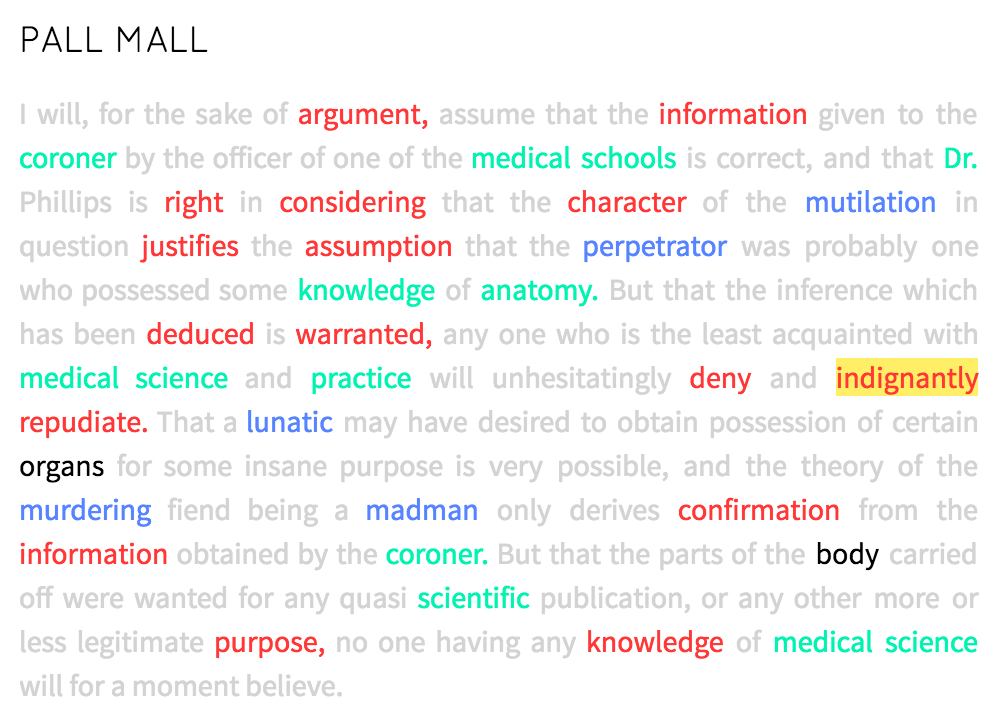 PALL MALL
I will, for the sake of argument, assume that the information given to the
coroner by the officer of one of the medical schools is correct, and that Dr.
Phillips is right in considering that the character of the mutilation in
question justifies the assumption that the perpetrator was probably one
who possessed some knowledge of anatomy. But that the inference which
has been deduced is warranted, any one who is the least acquainted with
medical science and practice will unhesitatingly deny and indignantly
repudiate. That a lunatic may have desired to obtain possession of certain
organs for some insane purpose is very possible, and the theory of the
murdering fiend being a madman only derives confirmation from the
information obtained by the coroner. But that the parts of the body carried
off were wanted for any quasi scientific publication, or any other more or
less legitimate purpose, no one having any knowledge of medical science
will for a moment believe.